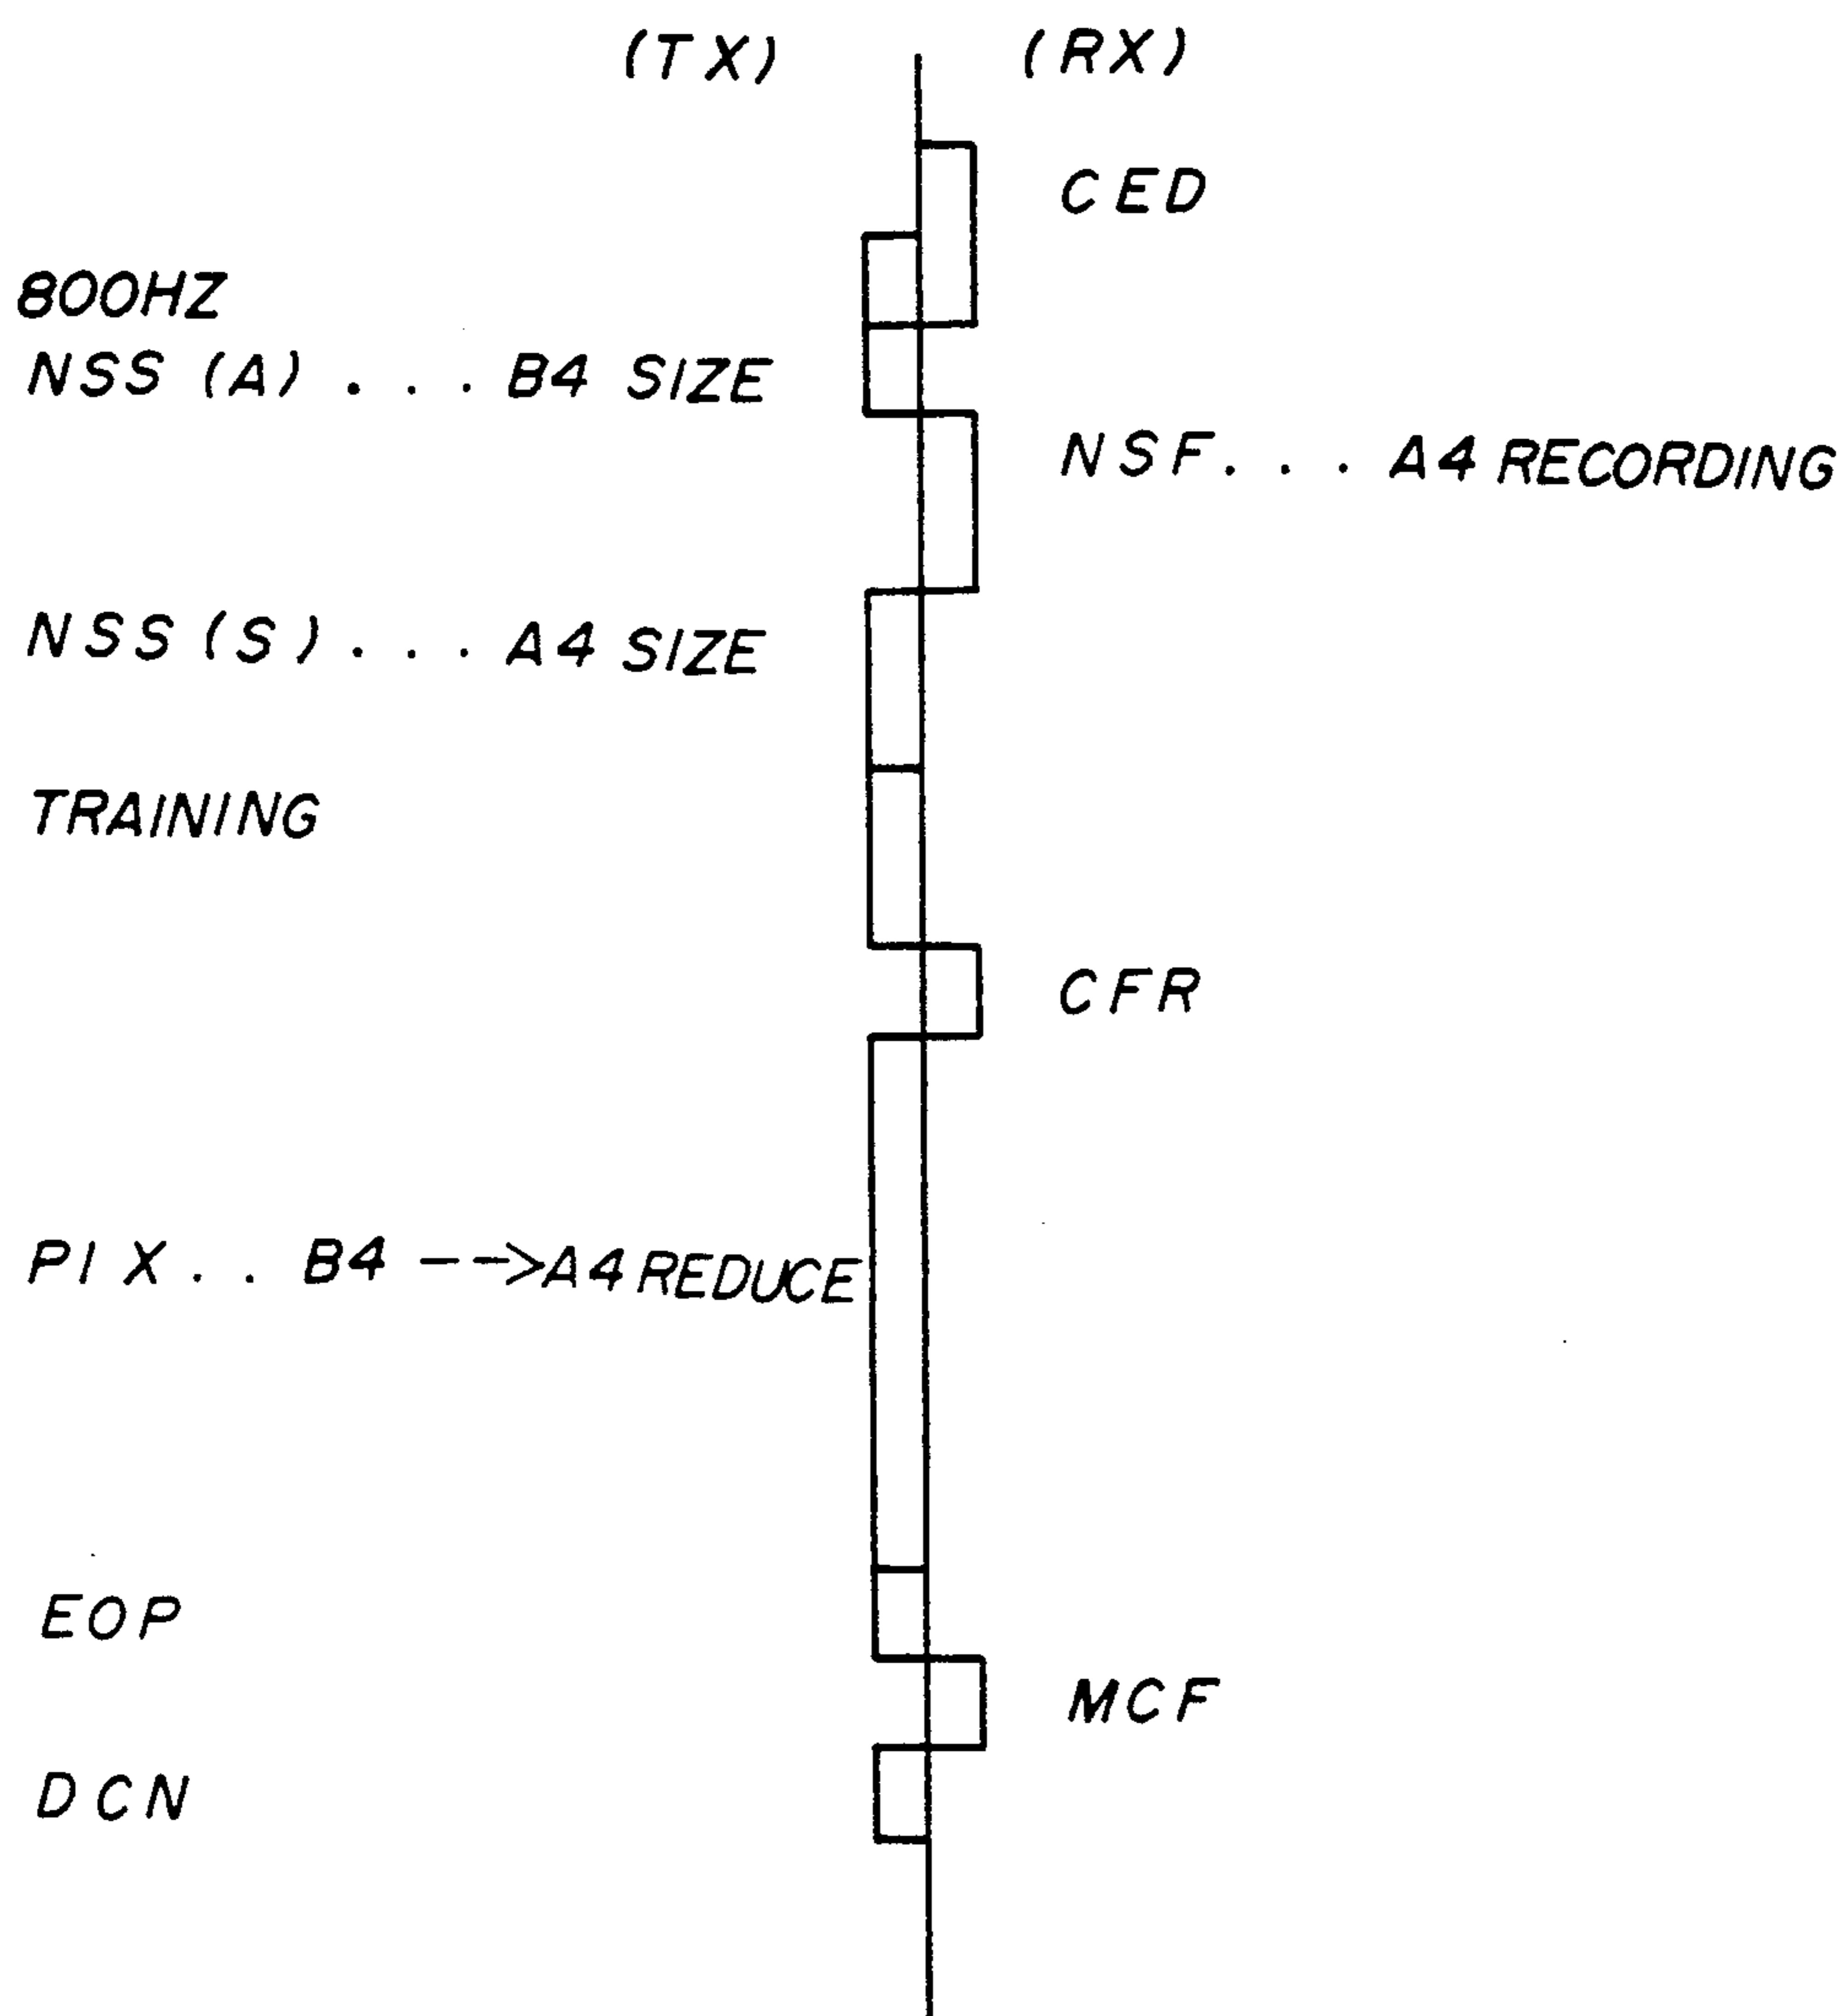 (TX) (RX)
CED
800HZ
NSS (A) . . . B4 SIZE
NSF. . . A4 RECORDING
NSS (S) . . . A4 SIZE
TRAINING
CFR
PIX. . B4 -->A4 REDUCE
EOP
MCF
DCN